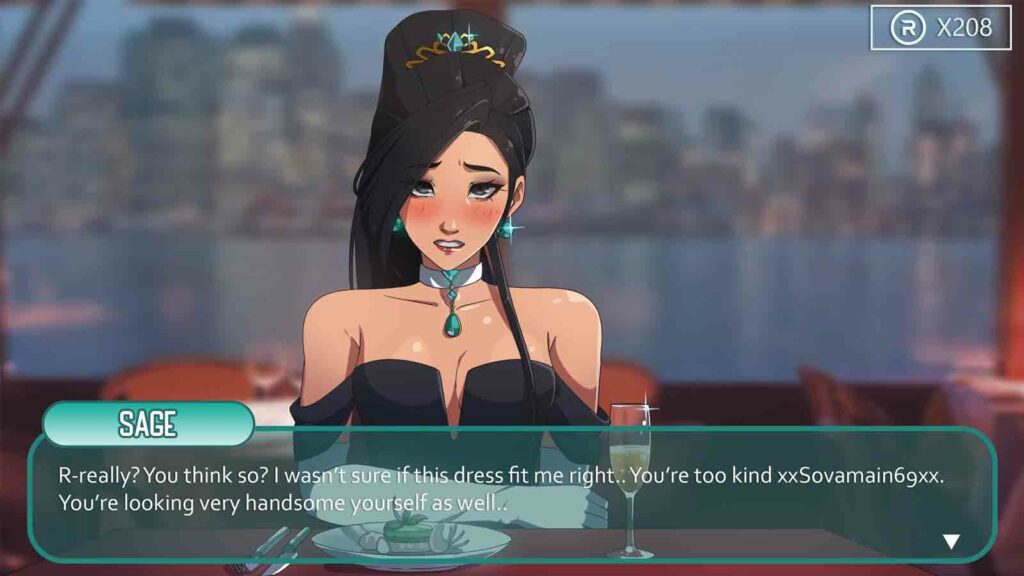 R X208
SAGE
R-really? You think so? I wasn't sure if this dress fit me right.. You're too kind xxSovamain69xx.
You're looking very handsome yourself as well..